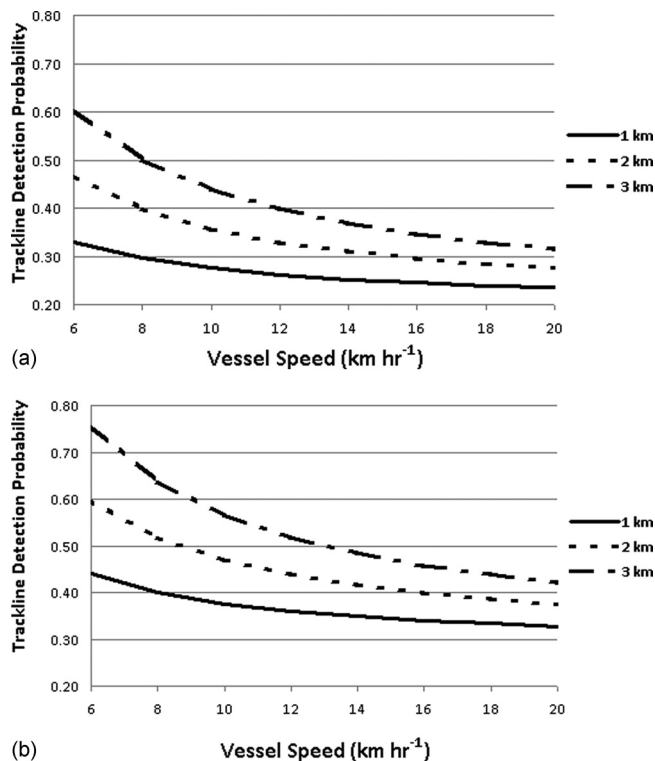 0.80
0.70
0.60
0.50
0.40
0.30
0.20
Trackline Detection Probability
6 8 10 12 14 16 18 20
Vessel Speed (km hr⁻¹)
1 km
2 km
3 km
(a)
0.80
0.70
0.60
0.50
0.40
0.30
0.20
Trackline Detection Probability
6 8 10 12 14 16 18 20
Vessel Speed (km hr⁻¹)
1 km
2 km
3 km
(b)